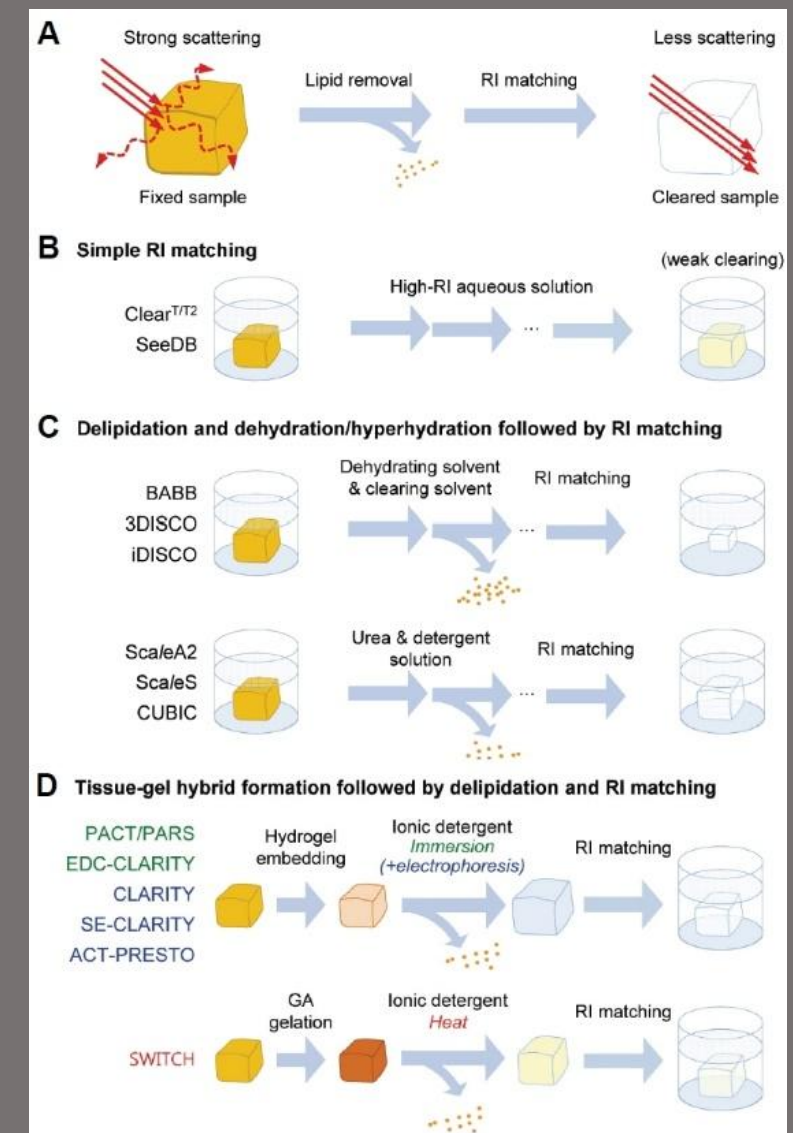 A
Strong scattering
Less scattering
Lipid removal
RI matching
Fixed sample
Cleared sample
B Simple RI matching
(weak clearing)
High-RI aqueous solution
ClearT/T2
SeeDB
...
C Delipidation and dehydration/hyperhydration followed by RI matching
Dehydrating solvent
& clearing solvent
RI matching
BABB
3DISCO
iDISCO
...
Urea & detergent
solution
RI matching
ScaleA2
ScaleS
CUBIC
...
D Tissue-gel hybrid formation followed by delipidation and RI matching
PACT/PARS
EDC-CLARITY
CLARITY
SE-CLARITY
ACT-PRESTO
Hydrogel
embedding
Ionic detergent
Immersion
(+electrophoresis)
RI matching
SWITCH
GA
gelation
Ionic detergent
Heat
RI matching